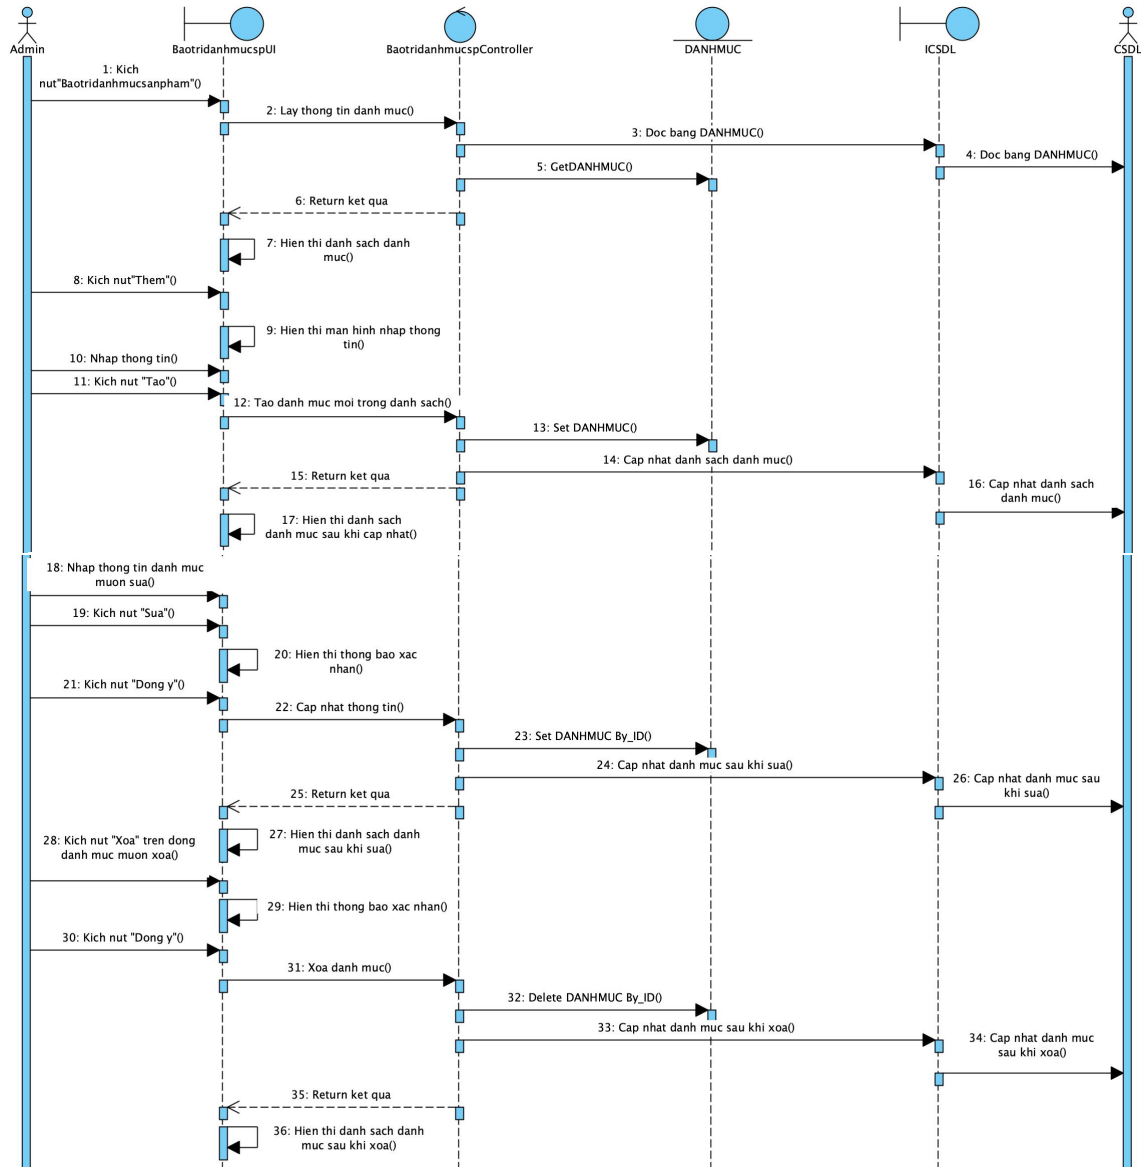 Admin
BaotridanhmucspUI
BaotridanhmucspController
DANHMUC
ICSDL
CSDL
1: Kich
nut"Baotridanhmucsanpham"()
2: Lay thong tin danh muc()
3: Doc bang DANHMUC()
4: Doc bang DANHMUC()
5: GetDANHMUC()
6: Return ket qua
7: Hien thi danh sach danh
muc()
8: Kich nut"Them"()
9: Hien thi man hinh nhap thong
tin()
10: Nhap thong tin()
11: Kich nut "Tao"()
12: Tao danh muc moi trong danh sach()
13: Set DANHMUC()
14: Cap nhat danh sach danh muc()
15: Return ket qua
16: Cap nhat danh sach
danh muc()
17: Hien thi danh sach
danh muc sau khi cap nhat()
18: Nhap thong tin danh muc
muon sua()
19: Kich nut "Sua"()
20: Hien thi thong bao xac
nhan()
21: Kich nut "Dong y"()
22: Cap nhat thong tin()
23: Set DANHMUC By_ID()
24: Cap nhat danh muc sau khi sua()
25: Return ket qua
26: Cap nhat danh muc sau
khi sua()
27: Hien thi danh sach danh
muc sau khi sua()
28: Kich nut "Xoa" tren dong
danh muc muon xoa()
29: Hien thi thong bao xac nhan()
30: Kich nut "Dong y"()
31: Xoa danh muc()
32: Delete DANHMUC By_ID()
33: Cap nhat danh muc sau khi xoa()
34: Cap nhat danh muc
sau khi xoa()
35: Return ket qua
36: Hien thi danh sach danh
muc sau khi xoa()